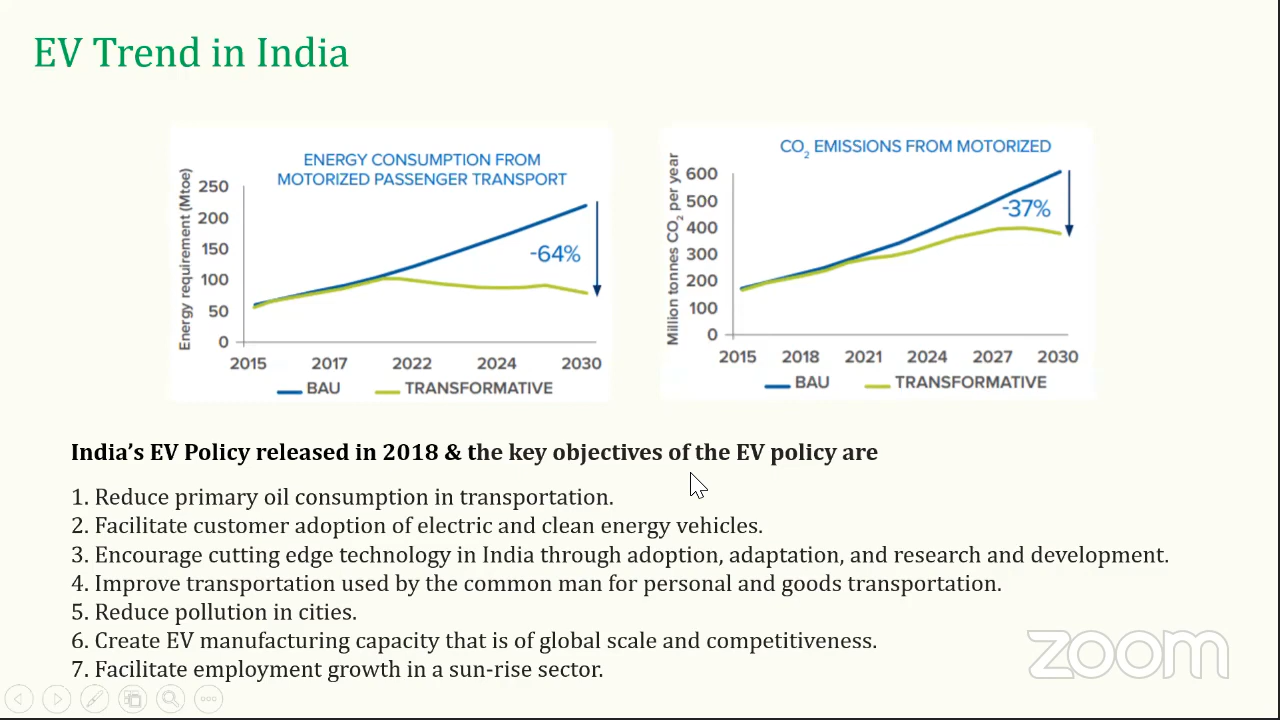 EV Trend in India
ENERGY CONSUMPTION FROM
MOTORIZED PASSENGER TRANSPORT
Energy requirement (Mtoe)
250
200
150
100
50
0
-64%
2015 2017 2022 2024 2030
BAU TRANSFORMATIVE
CO₂ EMISSIONS FROM MOTORIZED
Million tonnes CO₂ per year
600
500
400
300
200
100
0
-37%
2015 2018 2021 2024 2027 2030
BAU TRANSFORMATIVE
India’s EV Policy released in 2018 & the key objectives of the EV policy are
1. Reduce primary oil consumption in transportation.
2. Facilitate customer adoption of electric and clean energy vehicles.
3. Encourage cutting edge technology in India through adoption, adaptation, and research and development.
4. Improve transportation used by the common man for personal and goods transportation.
5. Reduce pollution in cities.
6. Create EV manufacturing capacity that is of global scale and competitiveness.
7. Facilitate employment growth in a sun-rise sector.
zoom